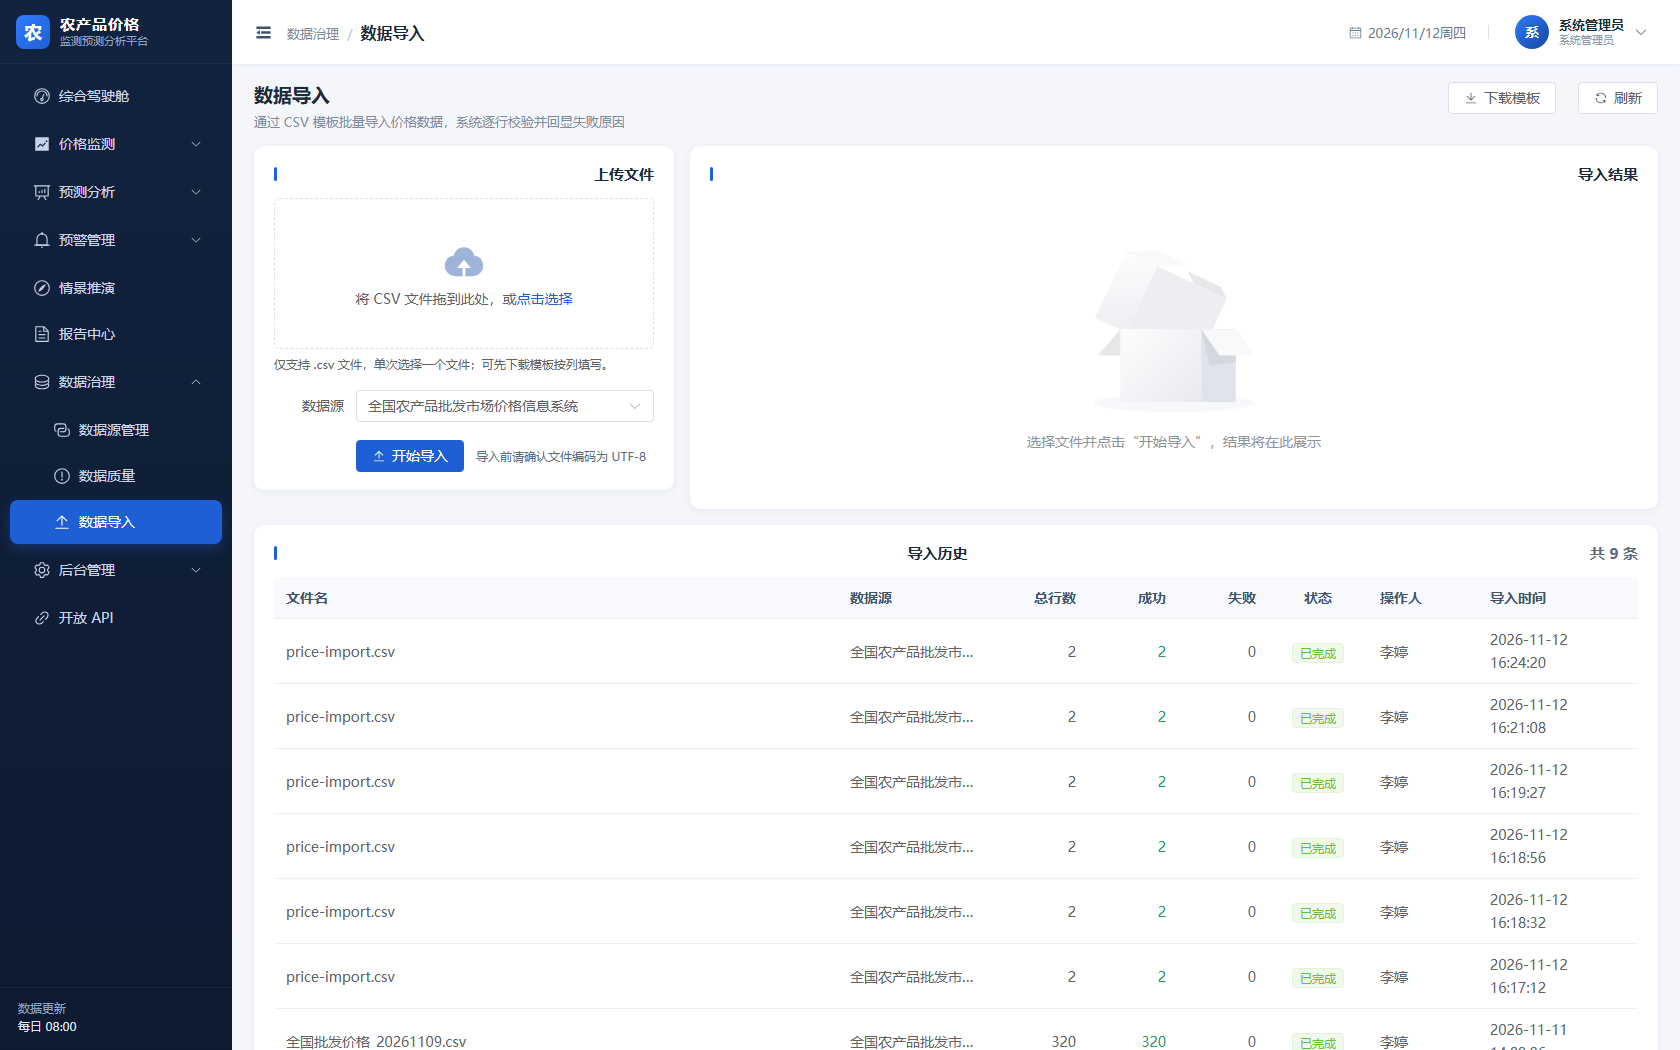 农
农产品价格
监测预测分析平台
综合驾驶舱
价格监测
预测分析
预警管理
情景推演
报告中心
数据治理
数据源管理
数据质量
数据导入
后台管理
开放 API
数据更新
每日 08:00
数据治理 / 数据导入
2026/11/12周四
系
系统管理员
系统管理员
数据导入
通过 CSV 模板批量导入价格数据，系统逐行校验并回显失败原因
下载模板
刷新
上传文件
将 CSV 文件拖到此处，或点击选择
仅支持 .csv 文件，单次选择一个文件；可先下载模板按列填写。
数据源
全国农产品批发市场价格信息系统
开始导入
导入前请确认文件编码为 UTF-8
导入结果
选择文件并点击“开始导入”，结果将在此展示
导入历史
共 9 条
文件名 数据源 总行数 成功 失败 状态 操作人 导入时间
price-import.csv 全国农产品批发市... 2 2 0 已完成 李婷 2026-11-12
16:24:20
price-import.csv 全国农产品批发市... 2 2 0 已完成 李婷 2026-11-12
16:21:08
price-import.csv 全国农产品批发市... 2 2 0 已完成 李婷 2026-11-12
16:19:27
price-import.csv 全国农产品批发市... 2 2 0 已完成 李婷 2026-11-12
16:18:56
price-import.csv 全国农产品批发市... 2 2 0 已完成 李婷 2026-11-12
16:18:32
price-import.csv 全国农产品批发市... 2 2 0 已完成 李婷 2026-11-12
16:17:12
全国批发价格_20261109.csv 全国农产品批发市... 320 320 0 已完成 李婷 2026-11-11